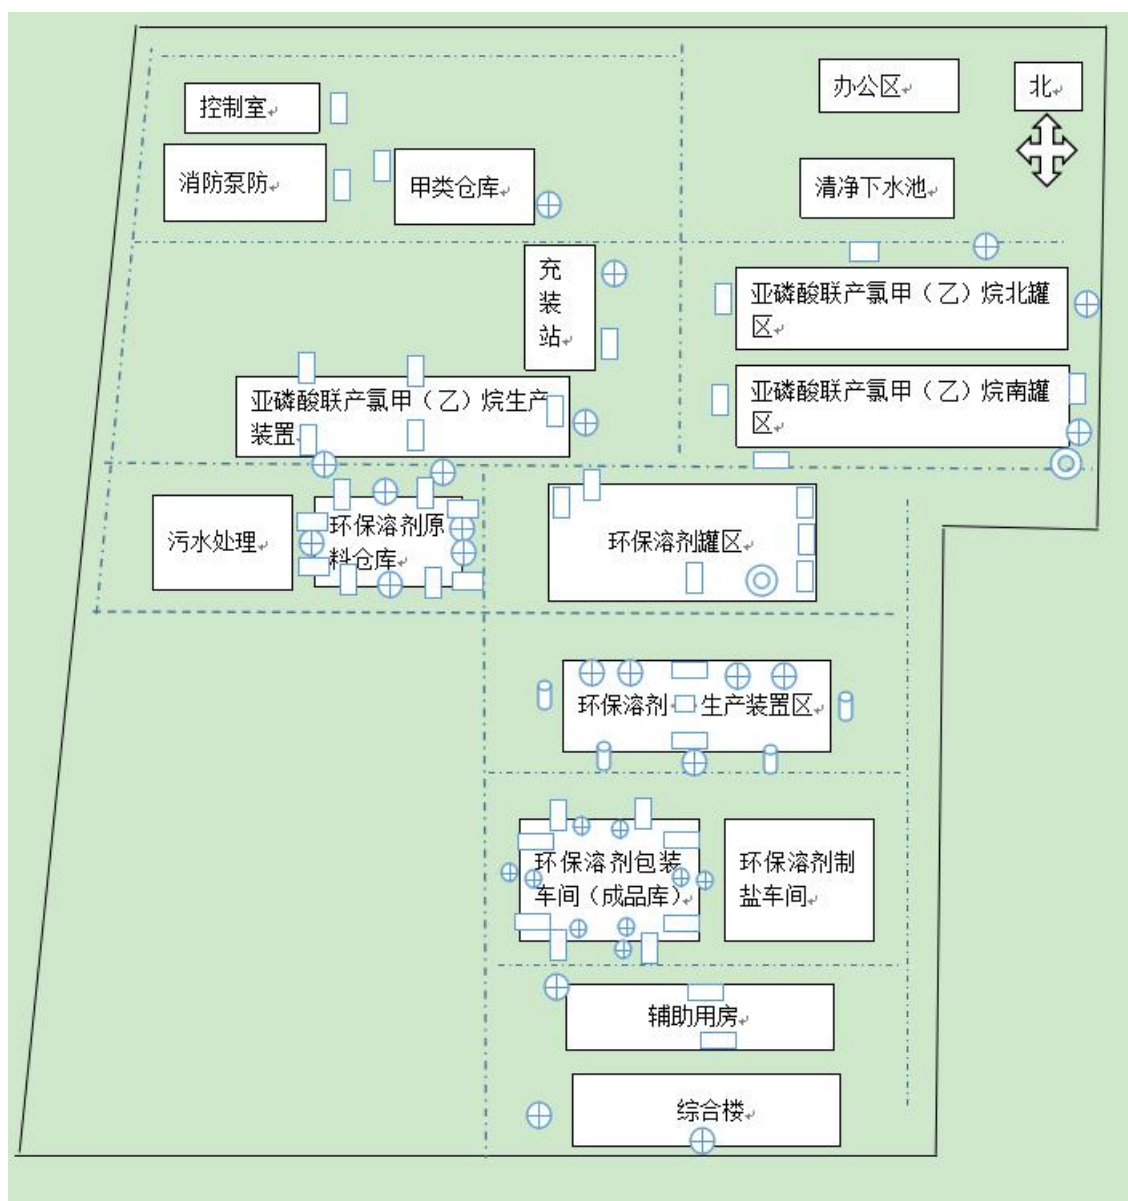 控制室
办公区
北
消防泵防
甲类仓库
清净下水池
充
装
站
亚磷酸联产氯甲（乙）烷北罐
区
亚磷酸联产氯甲（乙）烷生产
装置
亚磷酸联产氯甲（乙）烷南罐
区
污水处理
环保溶剂原
料仓库
环保溶剂罐区
环保溶剂 生产装置区
环保溶剂包装
车间（成品库）
环保溶剂制
盐车间
辅助用房
综合楼